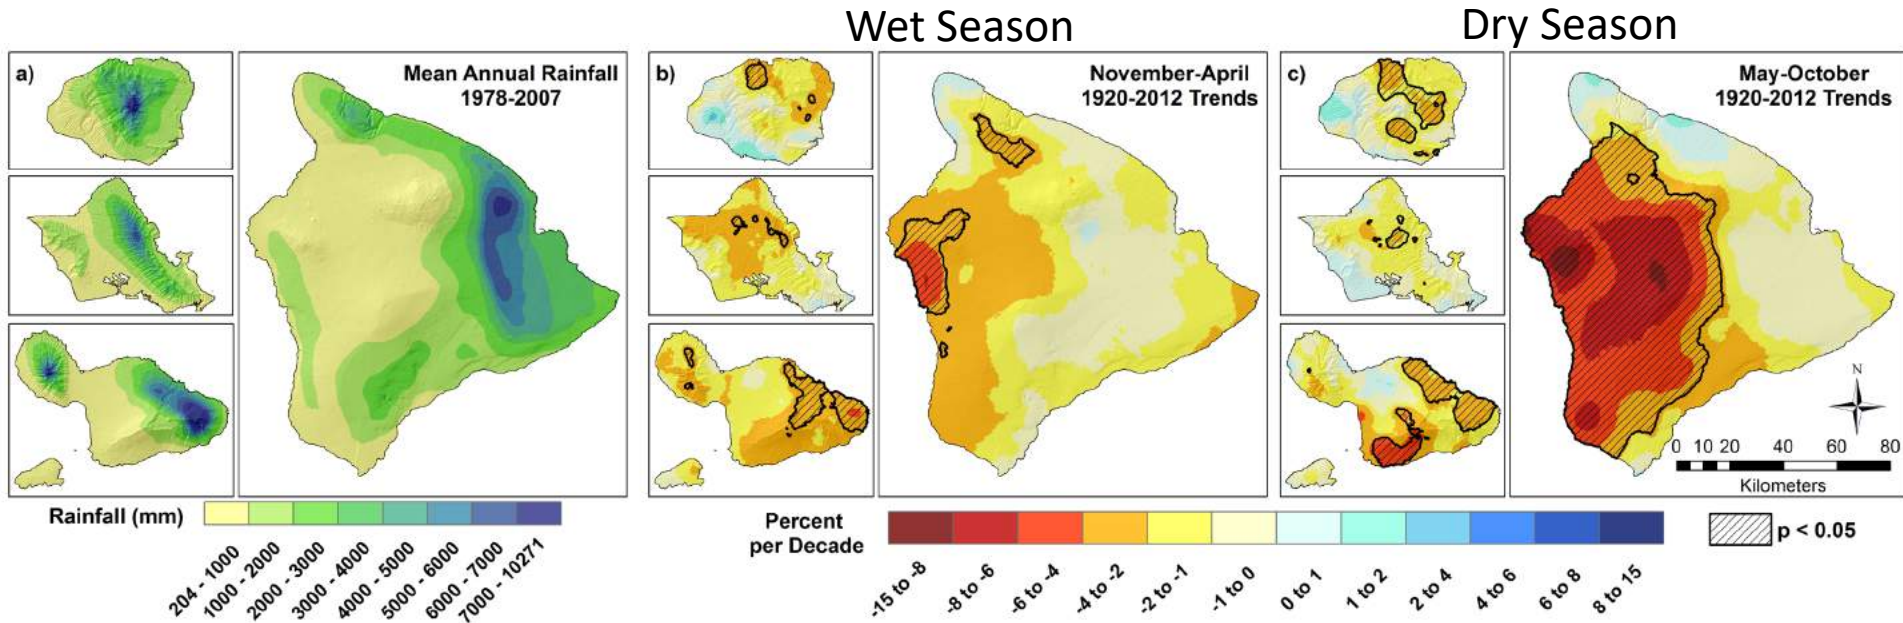 Wet Season
Dry Season
a)
Mean Annual Rainfall
1978-2007
b)
November-April
1920-2012 Trends
c)
May-October
1920-2012 Trends
N
0 10 20 40 60 80
Kilometers
Rainfall (mm)
204 - 1000
1000 - 2000
2000 - 3000
3000 - 4000
4000 - 5000
5000 - 6000
6000 - 7000
7000 - 10271
Percent
per Decade
-15 to -8
-8 to -6
-6 to -4
-4 to -2
-2 to -1
-1 to 0
0 to 1
1 to 2
2 to 4
4 to 6
6 to 8
8 to 15
p < 0.05